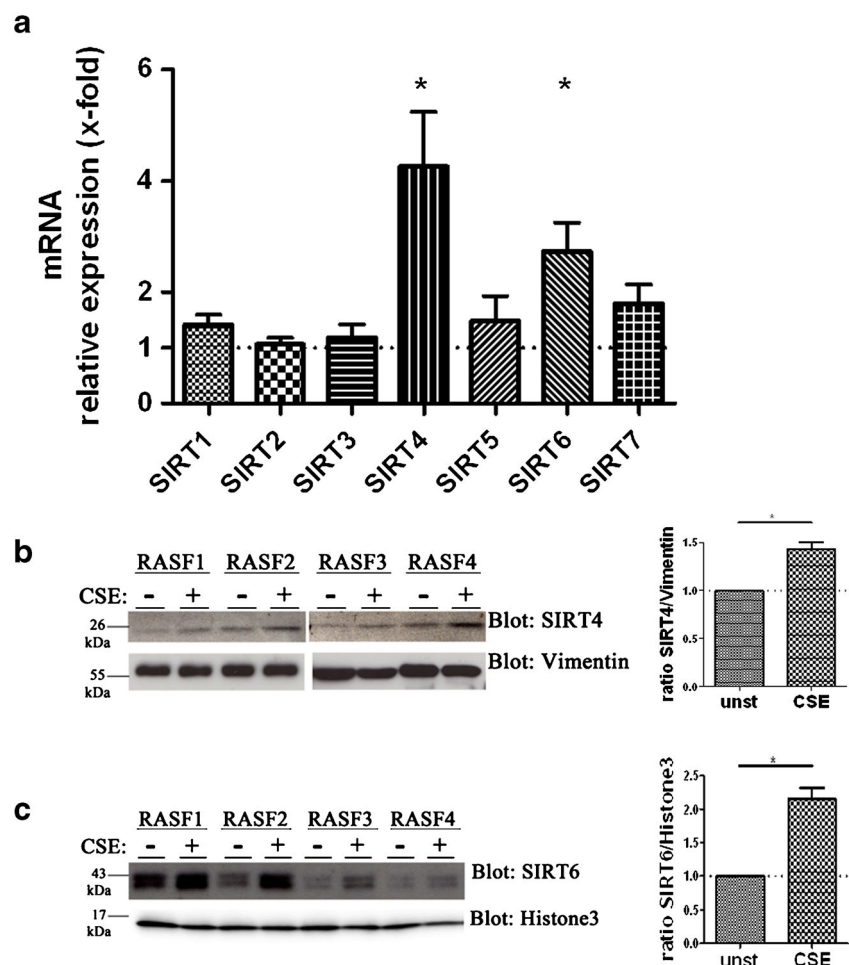 a
mRNA
relative expression (x-fold)
6
*
*
4
2
1
0
SIRT1 SIRT2 SIRT3 SIRT4 SIRT5 SIRT6 SIRT7
b
RASF1 RASF2 RASF3 RASF4
CSE: - + - + - + - +
26
kDa
Blot: SIRT4
55
kDa
Blot: Vimentin
*
ratio SIRT4/Vimentin
1.5
1.0
0.5
0.0
unst CSE
c
RASF1 RASF2 RASF3 RASF4
CSE: - + - + - + - +
43
kDa
Blot: SIRT6
17
kDa
Blot: Histone3
*
ratio SIRT6/Histone3
2.5
2.0
1.5
1.0
0.5
0.0
unst CSE